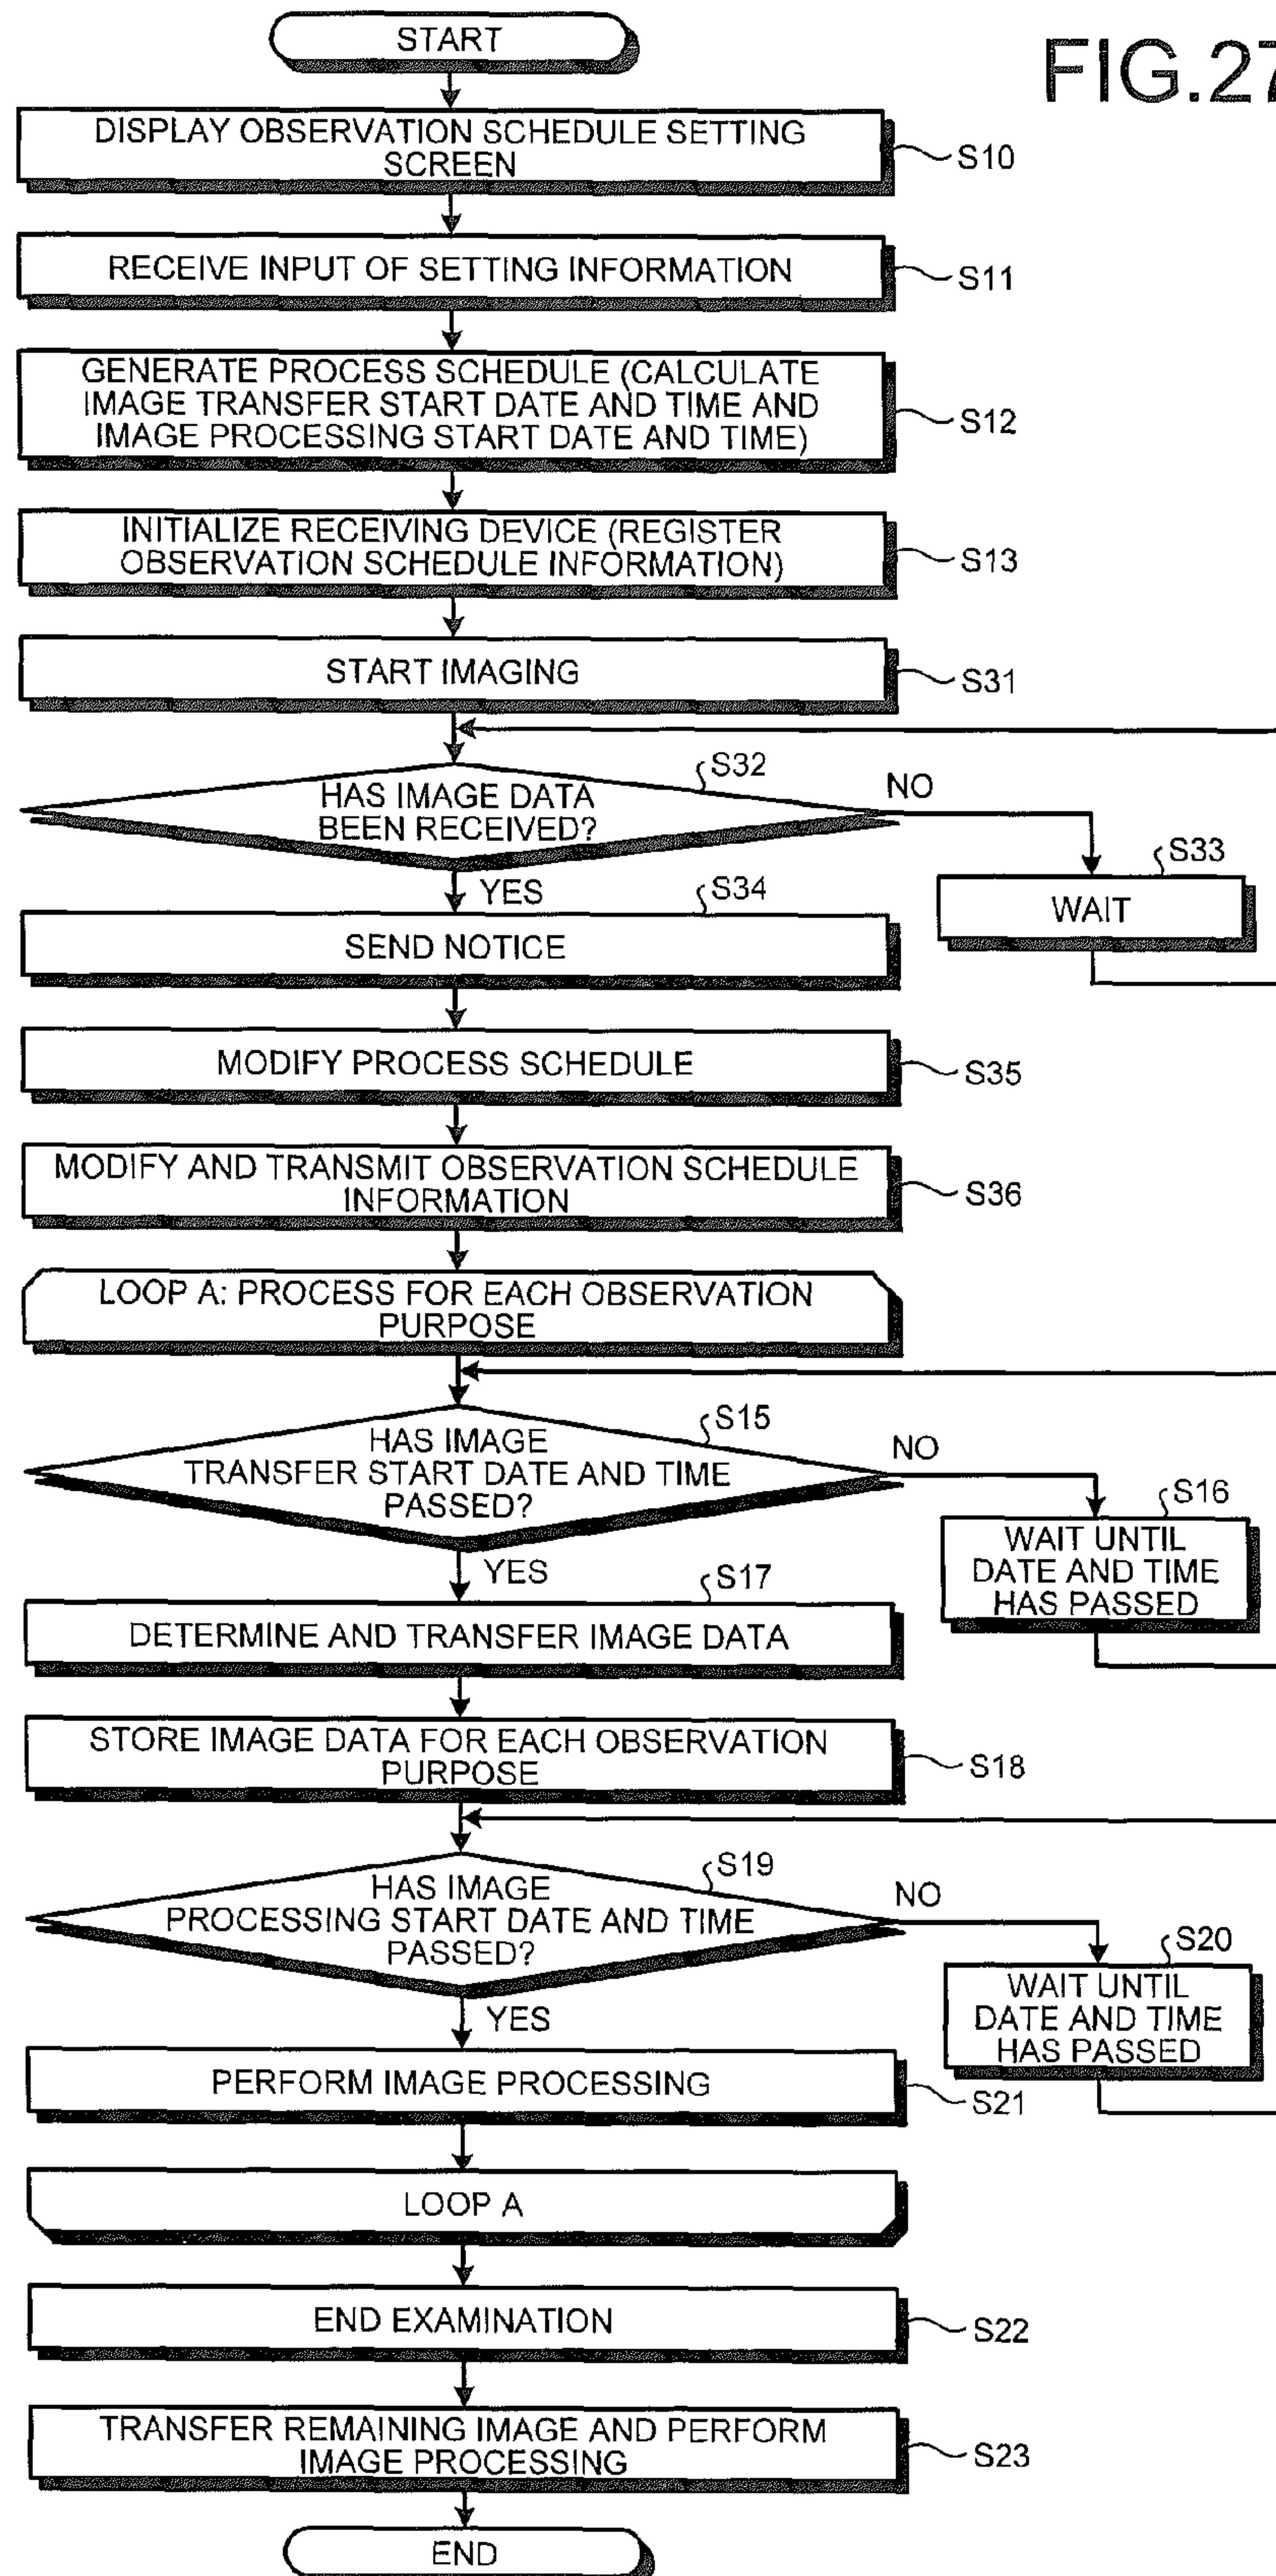 START
FIG.27
DISPLAY OBSERVATION SCHEDULE SETTING
SCREEN
S10
RECEIVE INPUT OF SETTING INFORMATION
S11
GENERATE PROCESS SCHEDULE (CALCULATE
IMAGE TRANSFER START DATE AND TIME AND
IMAGE PROCESSING START DATE AND TIME)
S12
INITIALIZE RECEIVING DEVICE (REGISTER
OBSERVATION SCHEDULE INFORMATION)
S13
START IMAGING
S31
S32
HAS IMAGE DATA
BEEN RECEIVED?
NO
S33
WAIT
YES
S34
SEND NOTICE
MODIFY PROCESS SCHEDULE
S35
MODIFY AND TRANSMIT OBSERVATION SCHEDULE
INFORMATION
S36
LOOP A: PROCESS FOR EACH OBSERVATION
PURPOSE
S15
HAS IMAGE
TRANSFER START DATE AND TIME
PASSED?
NO
S16
WAIT UNTIL
DATE AND TIME
HAS PASSED
YES
S17
DETERMINE AND TRANSFER IMAGE DATA
STORE IMAGE DATA FOR EACH OBSERVATION
PURPOSE
S18
S19
HAS IMAGE
PROCESSING START DATE AND TIME
PASSED?
NO
S20
WAIT UNTIL
DATE AND TIME
HAS PASSED
YES
PERFORM IMAGE PROCESSING
S21
LOOP A
END EXAMINATION
S22
TRANSFER REMAINING IMAGE AND PERFORM
IMAGE PROCESSING
S23
END